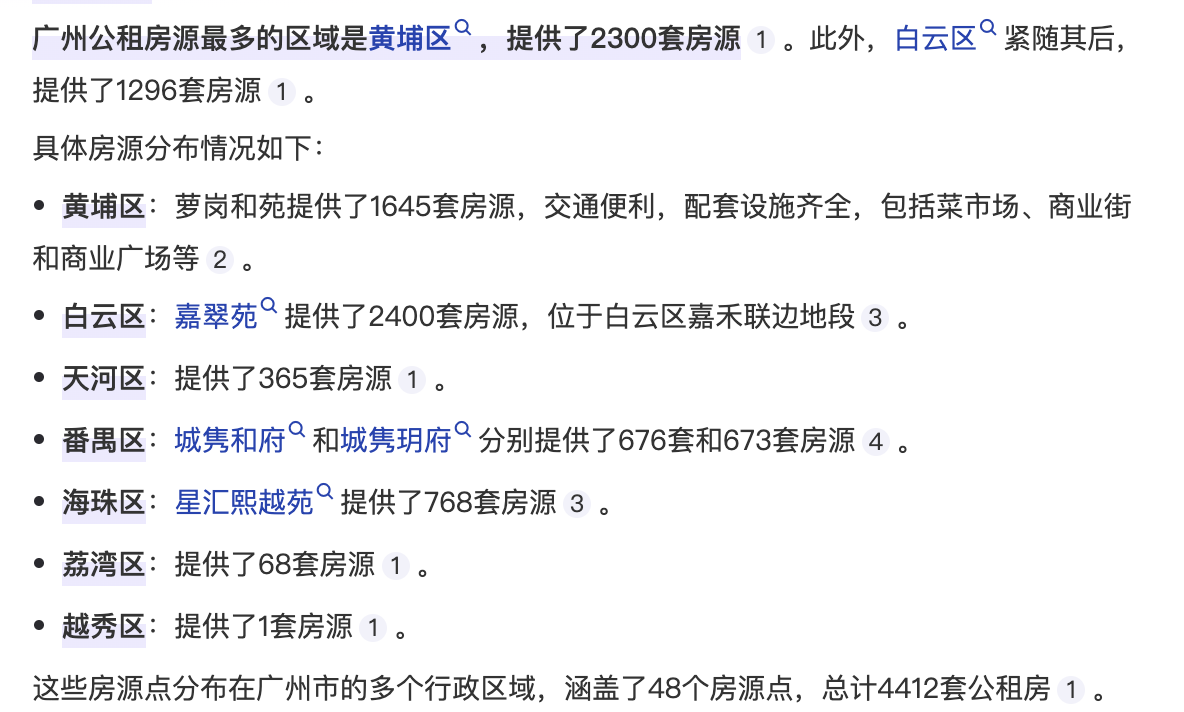 广州公租房源最多的区域是黄埔区，提供了2300套房源 1 。此外，白云区 紧随其后，
提供了1296套房源 1 。
具体房源分布情况如下：
• 黄埔区：萝岗和苑提供了1645套房源，交通便利，配套设施齐全，包括菜市场、商业街
和商业广场等 2 。
• 白云区：嘉翠苑 提供了2400套房源，位于白云区嘉禾联边地段 3 。
• 天河区：提供了365套房源 1 。
• 番禺区：城隽和府 和城隽玥府 分别提供了676套和673套房源 4 。
• 海珠区：星汇熙越苑 提供了768套房源 3 。
• 荔湾区：提供了68套房源 1 。
• 越秀区：提供了1套房源 1 。
这些房源点分布在广州市的多个行政区域，涵盖了48个房源点，总计4412套公租房 1 。